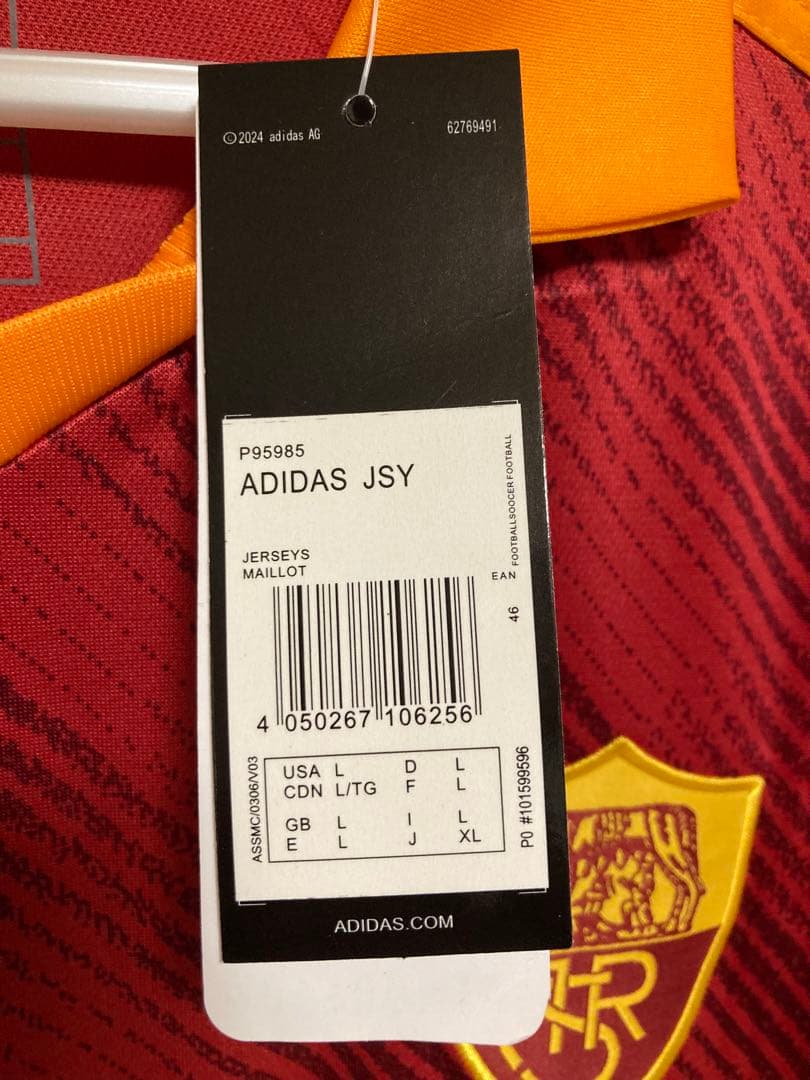 ©2024 adidas AG
62769491
P95985
ADIDAS JSY
JERSEYS
MAILLOT
EAN
FOOTBALLSOCCER FOOTBALL
46
4 050267 106256
ASSMC/0306/V03
USA L D L
CDN L/TG F L
GB L I L
E L J XL
PO #101599596
ADIDAS.COM